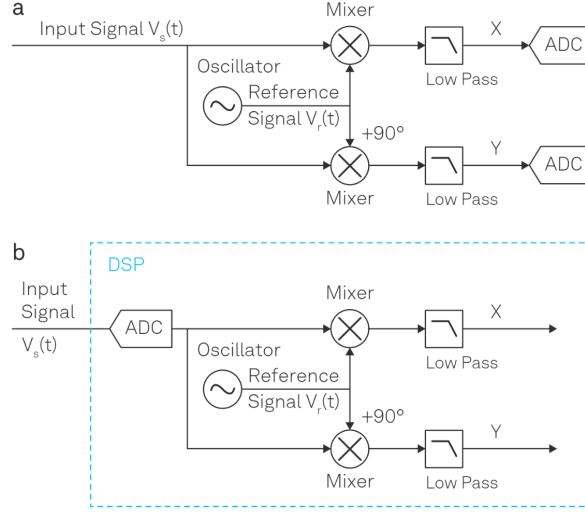 a
Input Signal Vₛ(t)
Mixer
X
ADC
Oscillator
Reference
Signal Vᵣ(t)
Low Pass
+90°
Y
ADC
Mixer
Low Pass
b
DSP
Input
Signal
Vₛ(t)
ADC
Mixer
X
Oscillator
Reference
Signal Vᵣ(t)
Low Pass
+90°
Y
Mixer
Low Pass